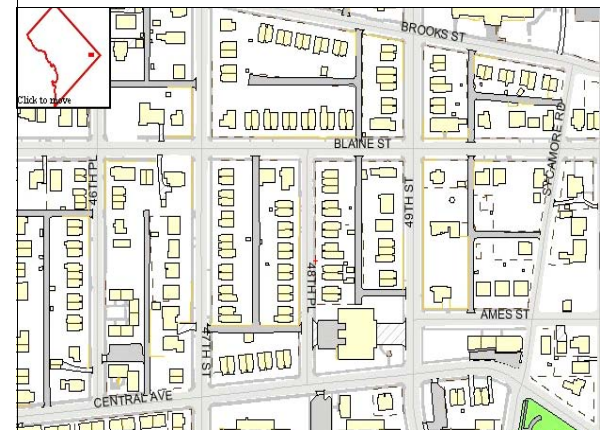 BROOKS ST
Click to move
BLAINE ST
46TH PL
SYCAMORE RD
49TH ST
48TH PL
AMES ST
47TH ST
CENTRAL AVE